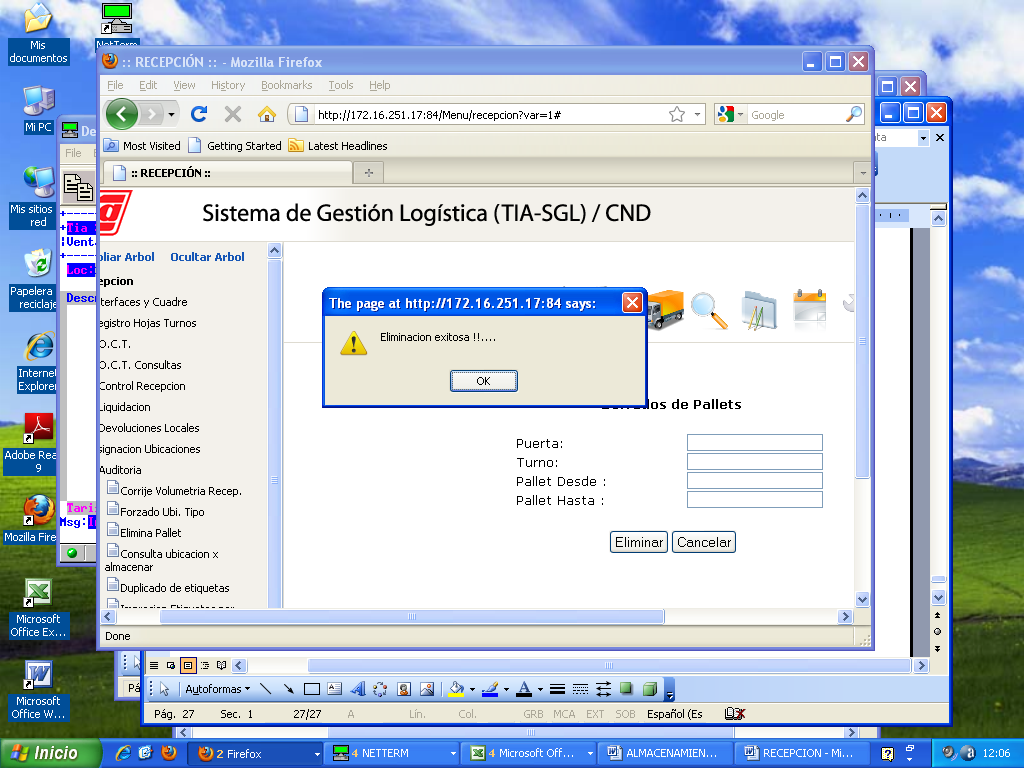 Mis documentos
NetTerm
Mi PC
Mis sitios red
Papelera reciclaje
Internet Explorer
Adobe Rea 9
Mozilla Fire
Microsoft Office Ex...
Microsoft Office W...
:: RECEPCIÓN :: - Mozilla Firefox
File Edit View History Bookmarks Tools Help
http://172.16.251.17:84/Menu/recepcion?var=1#
Google
Most Visited Getting Started Latest Headlines
:: RECEPCIÓN ::
Sistema de Gestión Logística (TIA-SGL) / CND
pliar Arbol Ocultar Arbol
epcion
terfaces y Cuadre
egistro Hojas Turnos
O.C.T.
O.C.T. Consultas
Control Recepcion
Liquidacion
Devoluciones Locales
signacion Ubicaciones
Auditoria
Corrije Volumetria Recep.
Forzado Ubi. Tipo
Elimina Pallet
Consulta ubicacion x
almacenar
Duplicado de etiquetas
The page at http://172.16.251.17:84 says:
Eliminacion exitosa !!....
OK
de Pallets
Puerta:
Turno:
Pallet Desde :
Pallet Hasta :
Eliminar Cancelar
Done
File
Tia
Venta
Loc:
Descr
Tari
Msg:
Autoformas
Pág. 27 Sec. 1 27/27 A Lín. Col. GRB MCA EXT SOB Español (Es
Inicio
2 Firefox
4 NETTERM
4 Microsoft Offic...
ALMACENAMIEN...
RECEPCION - Mi...
12:06